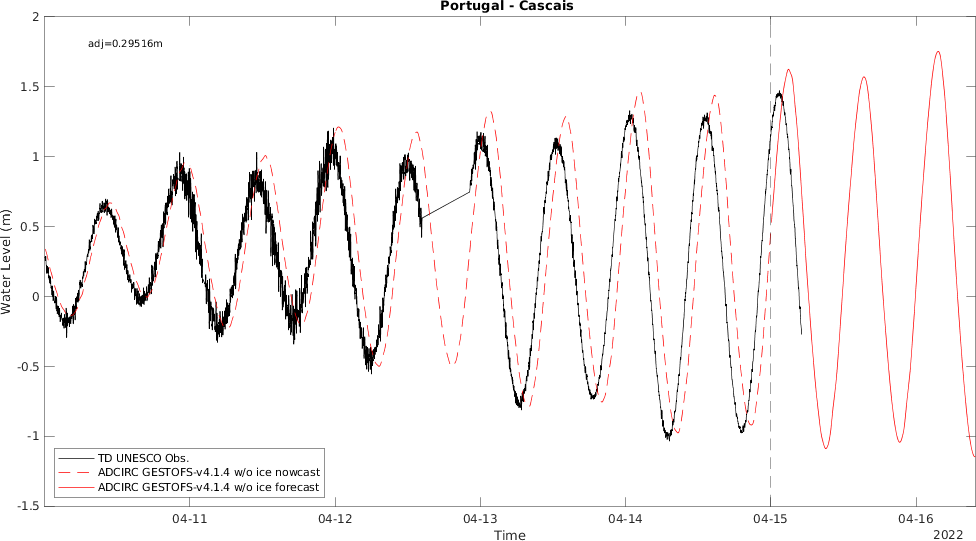 Portugal - Cascais
adj=0.29516m
2
1.5
1
0.5
0
-0.5
-1
-1.5
Water Level (m)
TD UNESCO Obs.
ADCIRC GESTOFS-v4.1.4 w/o ice nowcast
ADCIRC GESTOFS-v4.1.4 w/o ice forecast
04-11 04-12 04-13 04-14 04-15 04-16
Time
2022